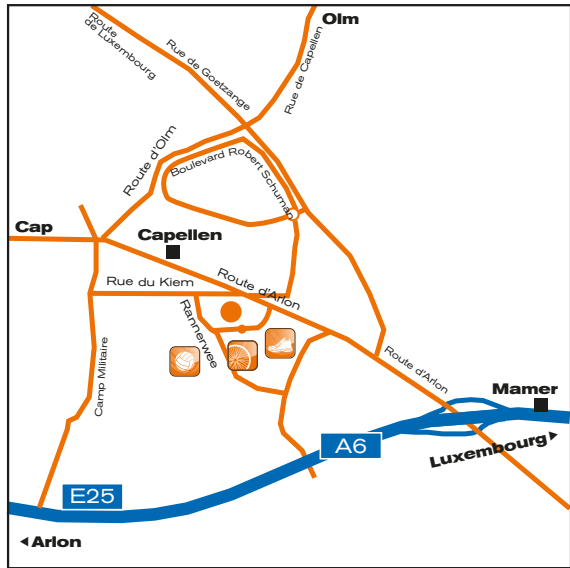 Olm
Route
de Luxembourg
Rue de Goetzange
Rue de Capellen
Route d'Olm
Boulevard Robert Schuman
Cap
Capellen
Rue du Kiem
Route d'Arlon
Rannerwee
Camp Militaire
Route d'Arlon
Mamer
A6
Luxembourg
E25
Arlon